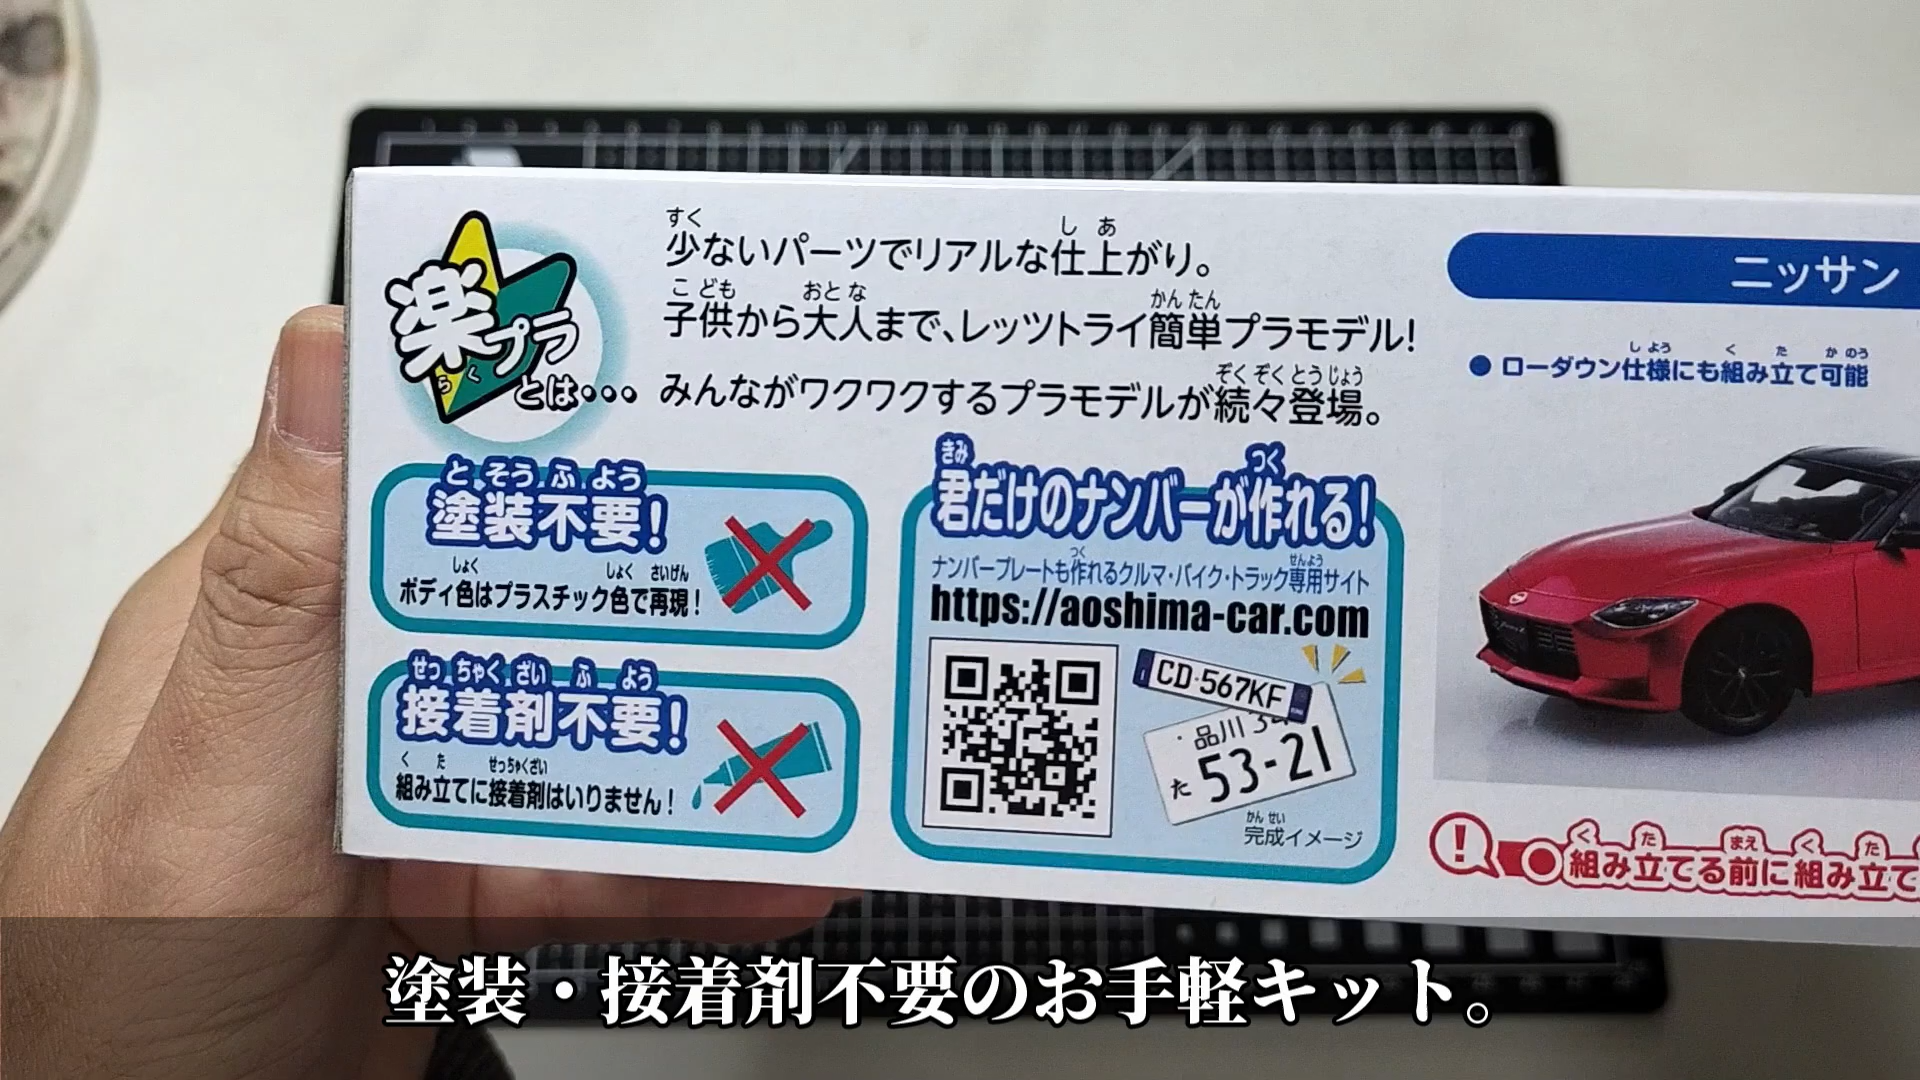 楽プラ
らく
とは・・・
すく
し あ
少ないパーツでリアルな仕上がり。
こ ども おと な かん たん
子供から大人まで、レッツトライ簡単プラモデル!
ぞく ぞく とう じょう
みんながワクワクするプラモデルが続々登場。
と そう ふ よう
塗装不要!
しょく しょく さいげん
ボディ色はプラスチック色で再現!
せっ ちゃく ざい ふ よう
接着剤不要!
く た せっちゃくざい
組み立てに接着剤はいりません!
きみ つく
君だけのナンバーが作れる!
つく せんよう
ナンバープレートも作れるクルマ・バイク・トラック専用サイト
https://aoshima-car.com
CD-567KF
品川 34
た 53-21
かん せい
完成イメージ
ニッサン
し よう く た か のう
●ローダウン仕様にも組み立て可能
く た まえ く た
●組み立てる前に組み立て
塗装・接着剤不要のお手軽キット。